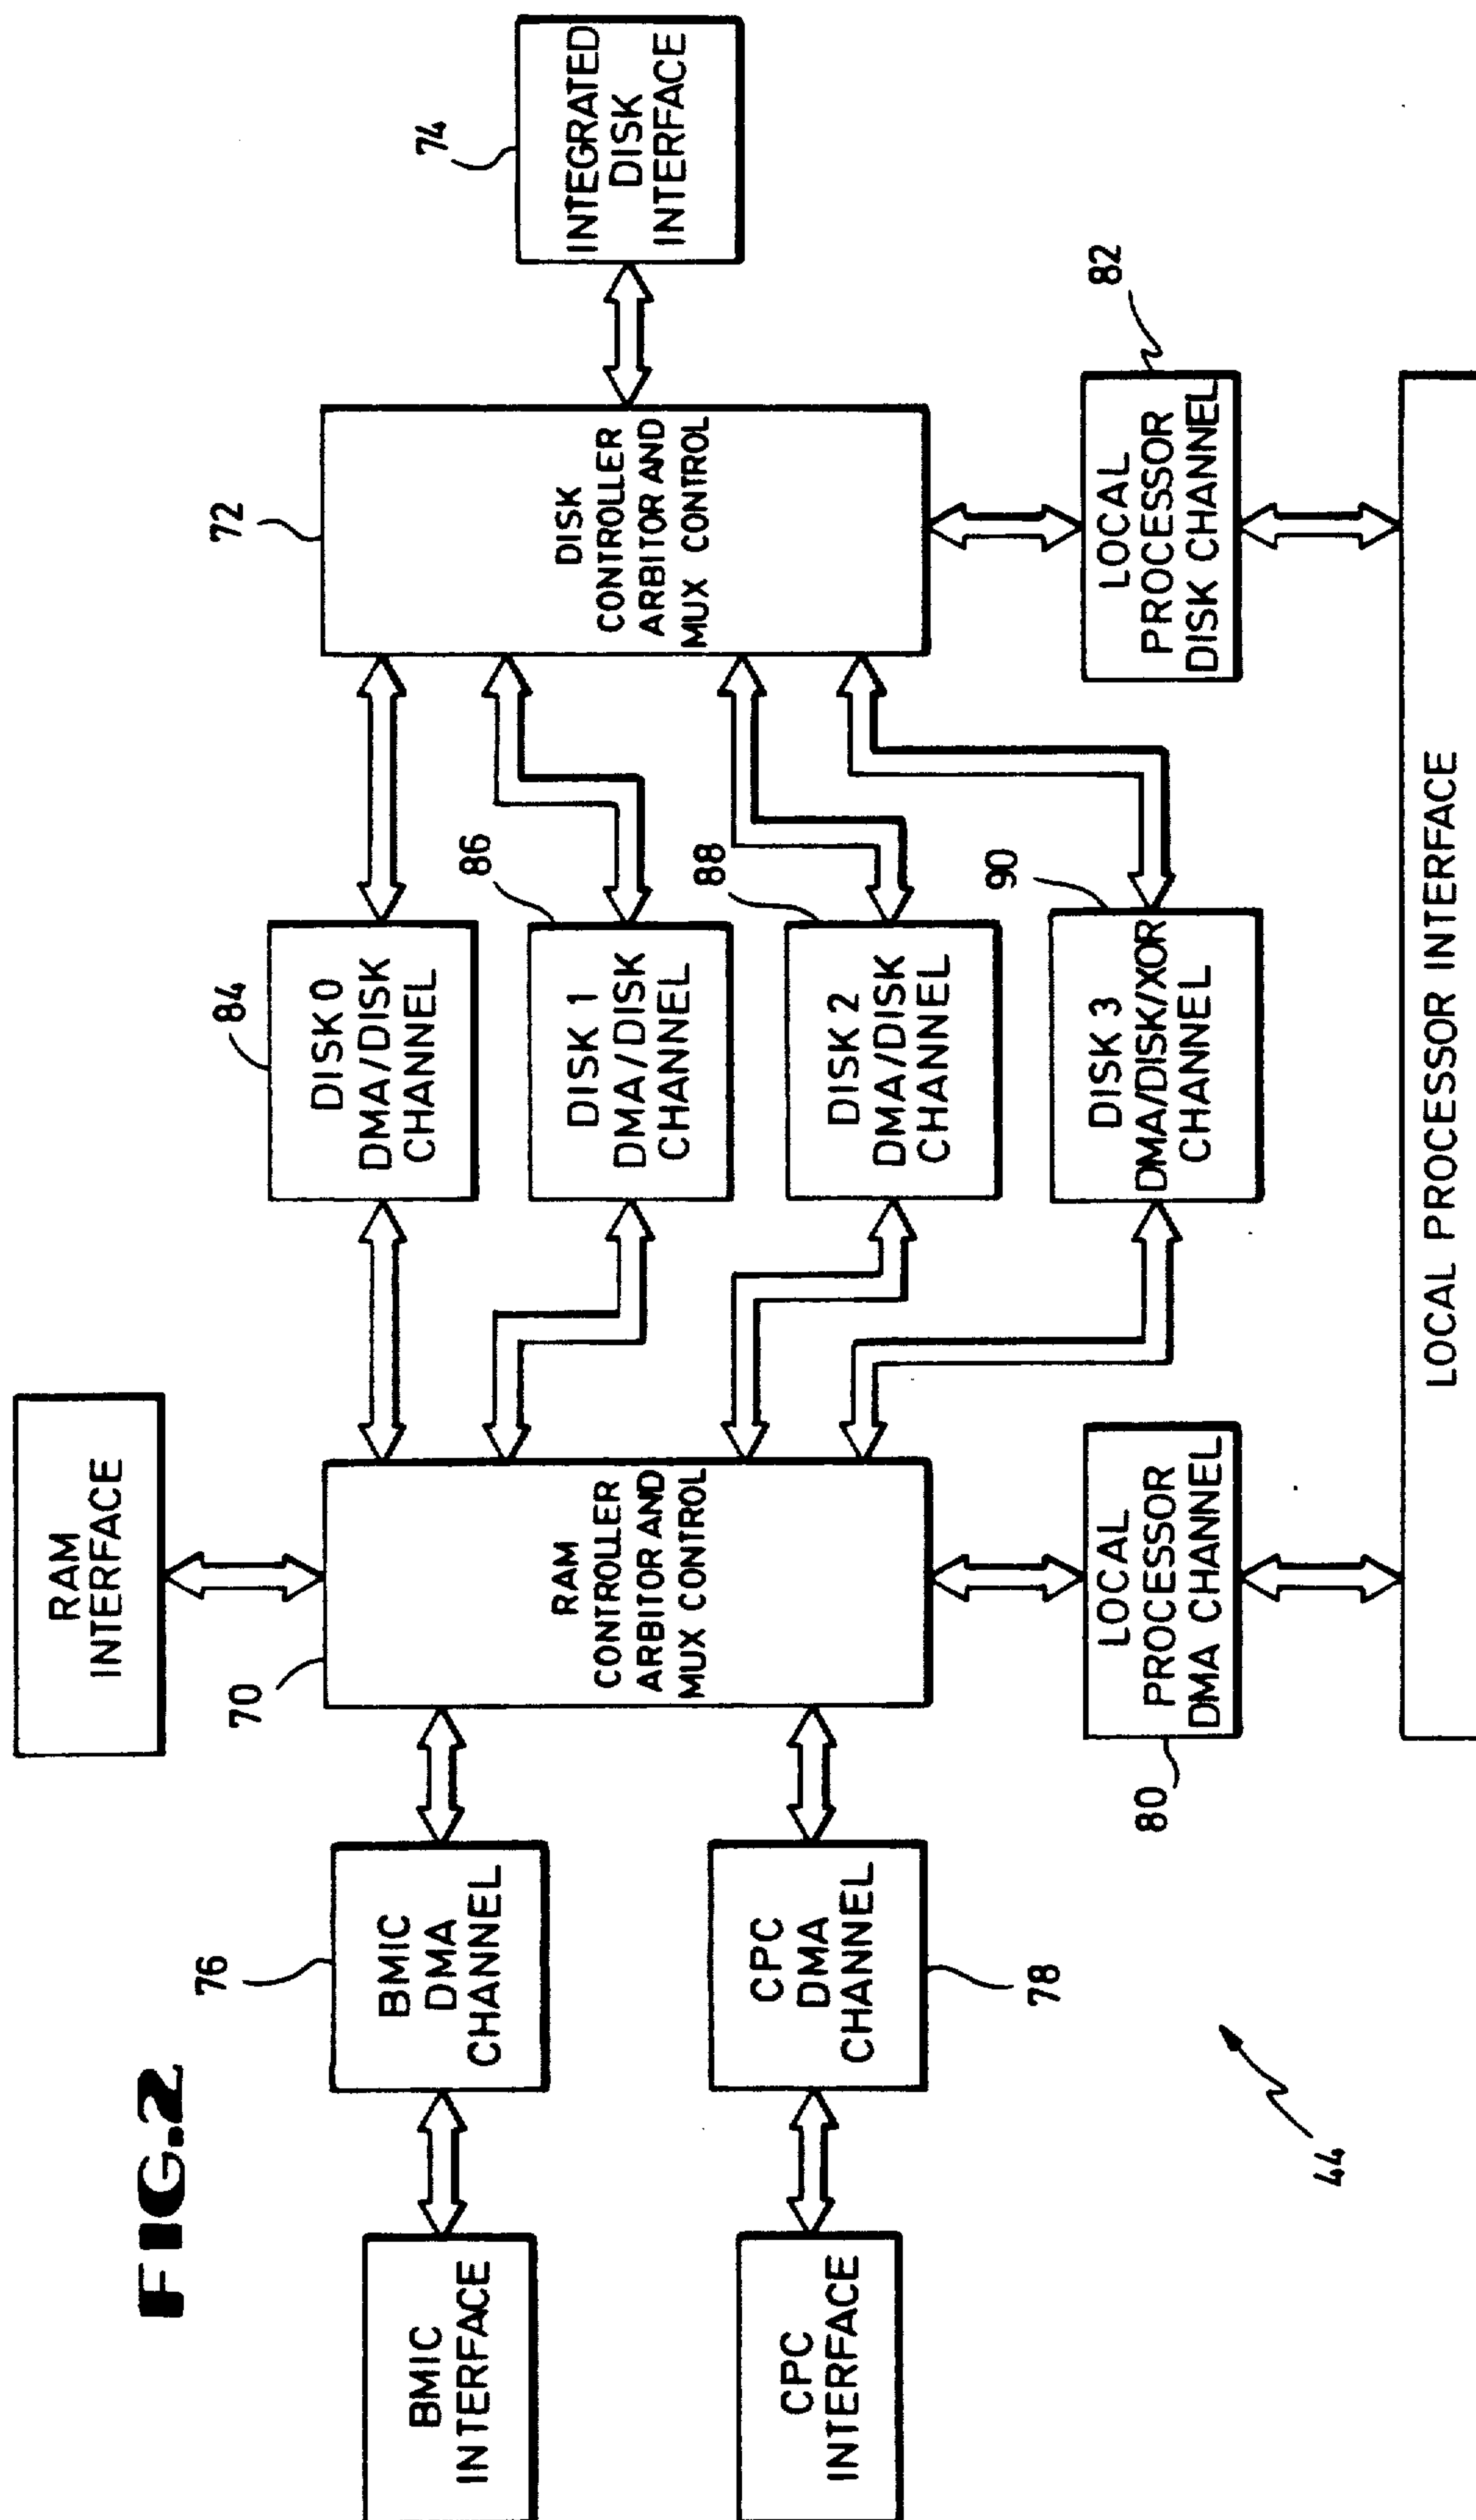 FIG.2
RAM
INTERFACE
70
RAM
CONTROLLER
ARBITOR AND
MUX CONTROL
72
DISK
CONTROLLER
ARBITOR AND
MUX CONTROL
74
INTEGRATED
DISK
INTERFACE
BMIC
INTERFACE
76
BMIC
DMA
CHANNEL
CPC
INTERFACE
CPC
DMA
CHANNEL
78
84
DISK 0
DMA/DISK
CHANNEL
86
DISK 1
DMA/DISK
CHANNEL
88
DISK 2
DMA/DISK
CHANNEL
90
DISK 3
DMA/DISK/XOR
CHANNEL
80
LOCAL
PROCESSOR
DMA CHANNEL
82
LOCAL
PROCESSOR
DISK CHANNEL
44
LOCAL PROCESSOR INTERFACE